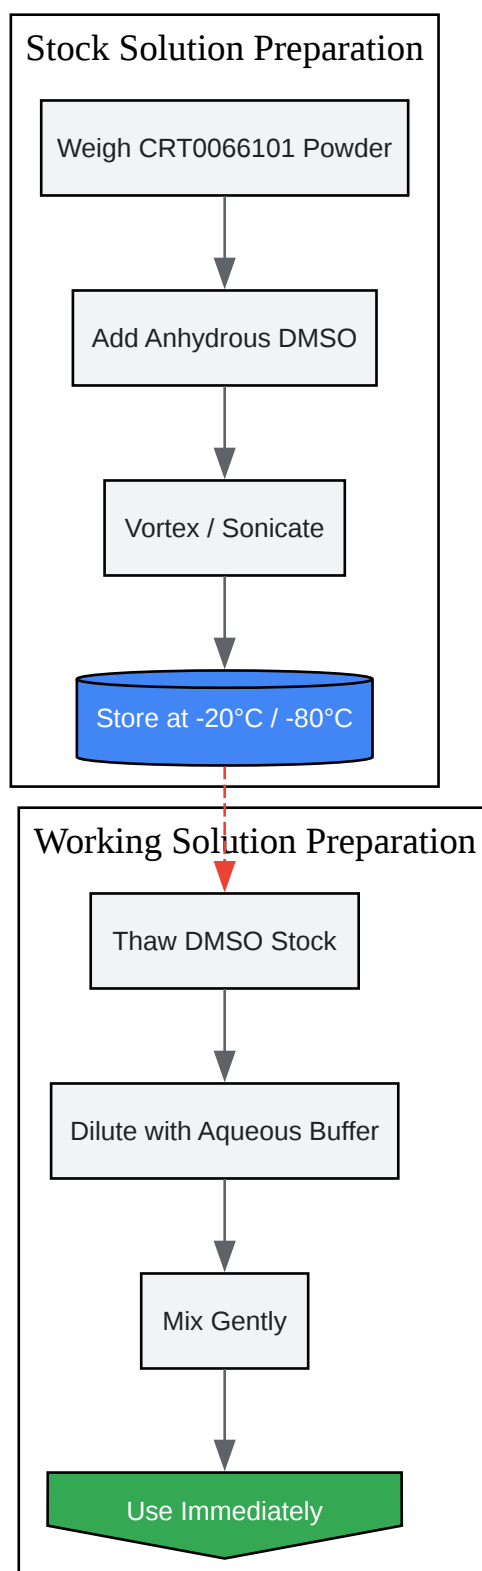 Stock Solution Preparation
Weigh CRT0066101 Powder
Add Anhydrous DMSO
Vortex / Sonicate
Store at -20°C / -80°C
Working Solution Preparation
Thaw DMSO Stock
Dilute with Aqueous Buffer
Mix Gently
Use Immediately